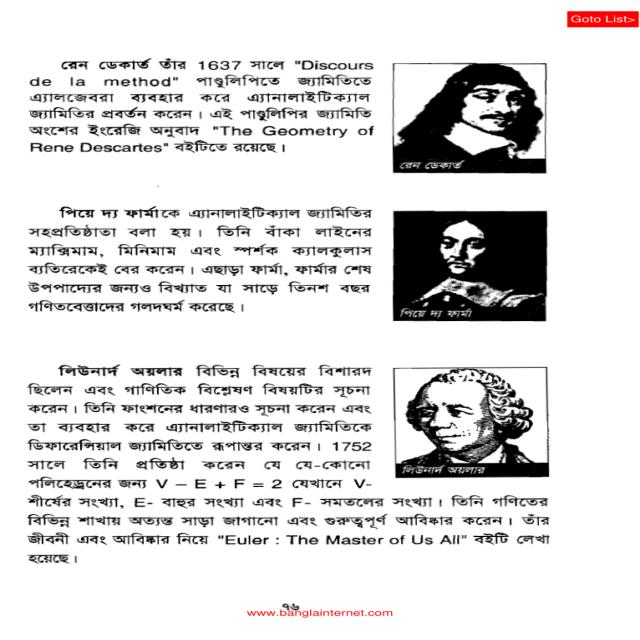 Goto List>
রেন ডেকার্ত তাঁর 1637 সালে "Discours
de la method" পাণ্ডুলিপিতে জ্যামিতিতে
এ্যালজেবরা ব্যবহার করে এ্যানালাইটিক্যাল
জ্যামিতির প্রবর্তন করেন। এই পাণ্ডুলিপির জ্যামিতি
অংশের ইংরেজি অনুবাদ "The Geometry of
Rene Descartes" বইটিতে রয়েছে।
রেন ডেকার্ত
পিয়ে দ্য ফার্মাকে এ্যানালাইটিক্যাল জ্যামিতির
সহপ্রতিষ্ঠাতা বলা হয়। তিনি বাঁকা লাইনের
ম্যাক্সিমাম, মিনিমাম এবং স্পর্শক ক্যালকুলাস
ব্যতিরেকেই বের করেন। এছাড়া ফার্মা, ফার্মার শেষ
উপপাদ্যের জন্যও বিখ্যাত যা সাড়ে তিনশ বছর
গণিতবেত্তাদের গলদঘর্ম করেছে।
পিয়ে দ্য ফার্মা
লিউনার্দ অয়লার বিভিন্ন বিষয়ের বিশারদ
ছিলেন এবং গাণিতিক বিশ্লেষণ বিষয়টির সূচনা
করেন। তিনি ফাংশনের ধারণারও সূচনা করেন এবং
তা ব্যবহার করে এ্যানালাইটিক্যাল জ্যামিতিকে
ডিফারেন্সিয়াল জ্যামিতিতে রূপান্তর করেন। 1752
সালে তিনি প্রতিষ্ঠা করেন যে যে-কোনো
পলিহেড্রনের জন্য V – E + F = 2 যেখানে V-
শীর্ষের সংখ্যা, E- বাহুর সংখ্যা এবং F- সমতলের সংখ্যা। তিনি গণিতের
বিভিন্ন শাখায় অত্যন্ত সাড়া জাগানো এবং গুরুত্বপূর্ণ আবিষ্কার করেন। তাঁর
জীবনী এবং আবিষ্কার নিয়ে "Euler : The Master of Us All" বইটি লেখা
হয়েছে।
লিউনার্দ অয়লার
৭৬
www.banglainternet.com